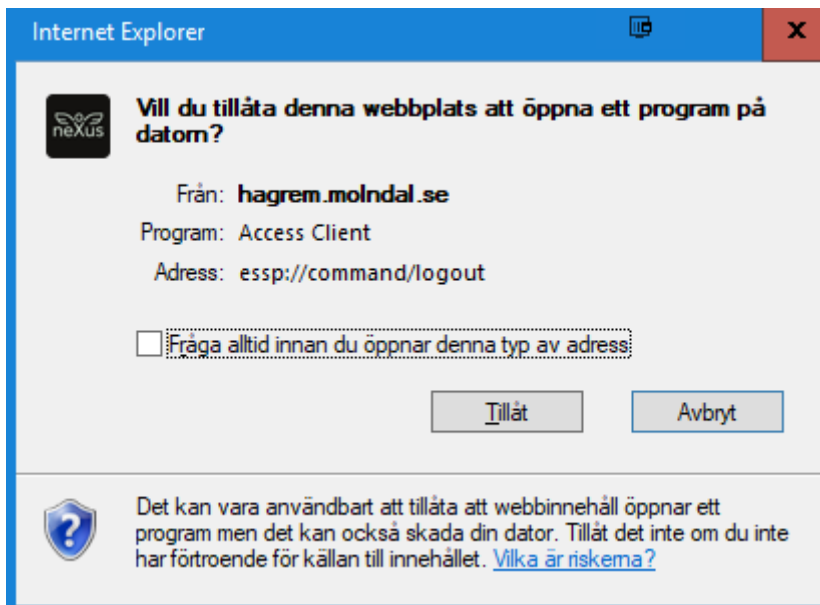 Internet Explorer
neXus
Vill du tillåta denna webbplats att öppna ett program på
datorn?
Från: hagrem.molndal.se
Program: Access Client
Adress: essp://command/logout
Fråga alltid innan du öppnar denna typ av adress
Tillåt
Avbryt
Det kan vara användbart att tillåta att webbinnehåll öppnar ett
program men det kan också skada din dator. Tillåt det inte om du inte
har förtroende för källan till innehållet. Vilka är riskerna?